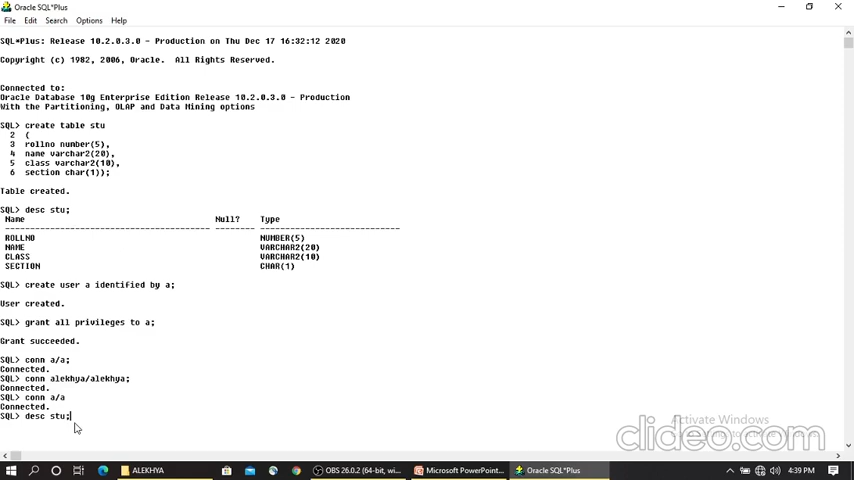 Oracle SQL*Plus
File Edit Search Options Help
SQL*Plus: Release 10.2.0.3.0 - Production on Thu Dec 17 16:32:12 2020
Copyright (c) 1982, 2006, Oracle.  All Rights Reserved.
Connected to:
Oracle Database 10g Enterprise Edition Release 10.2.0.3.0 - Production
With the Partitioning, OLAP and Data Mining options
SQL> create table stu
2  (
3  rollno number(5),
4  name varchar2(20),
5  class varchar2(10),
6  section char(1));
Table created.
SQL> desc stu;
Name Null? Type
----------------------------------------- -------- ----------------------------
ROLLNO NUMBER(5)
NAME VARCHAR2(20)
CLASS VARCHAR2(10)
SECTION CHAR(1)
SQL> create user a identified by a;
User created.
SQL> grant all privileges to a;
Grant succeeded.
SQL> conn a/a;
Connected.
SQL> conn alekhya/alekhya;
Connected.
SQL> conn a/a
Connected.
SQL> desc stu;
Activate Windows
clideo.com
ALEKHYA
OBS 26.0.2 (64-bit, wi...
Microsoft PowerPoint...
Oracle SQL*Plus
4:39 PM